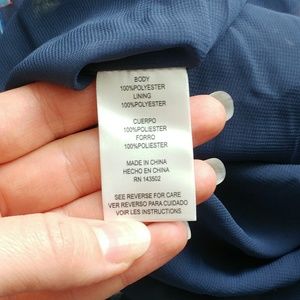 BODY
100%POLYESTER
LINING
100%POLYESTER
CUERPO
100%POLIESTER
FORRO
100%POLIESTER
MADE IN CHINA
HECHO EN CHINA
RN 143502
SEE REVERSE FOR CARE
VER REVERSO PARA CUIDADO
VOIR LES INSTRUCTIONS.